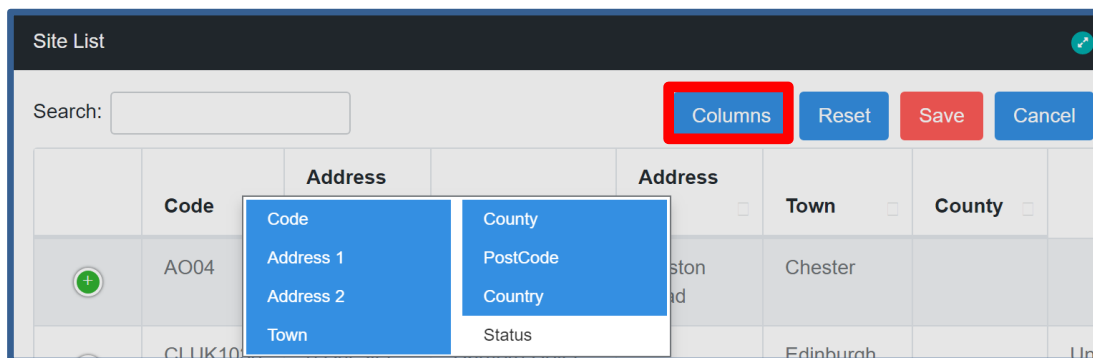 Site List
Search:
Columns Reset Save Cancel
Address Address
Code Town County
Code County
Address 1 PostCode
Address 2 Country
Town Status
AO04 Chester
Edinburgh